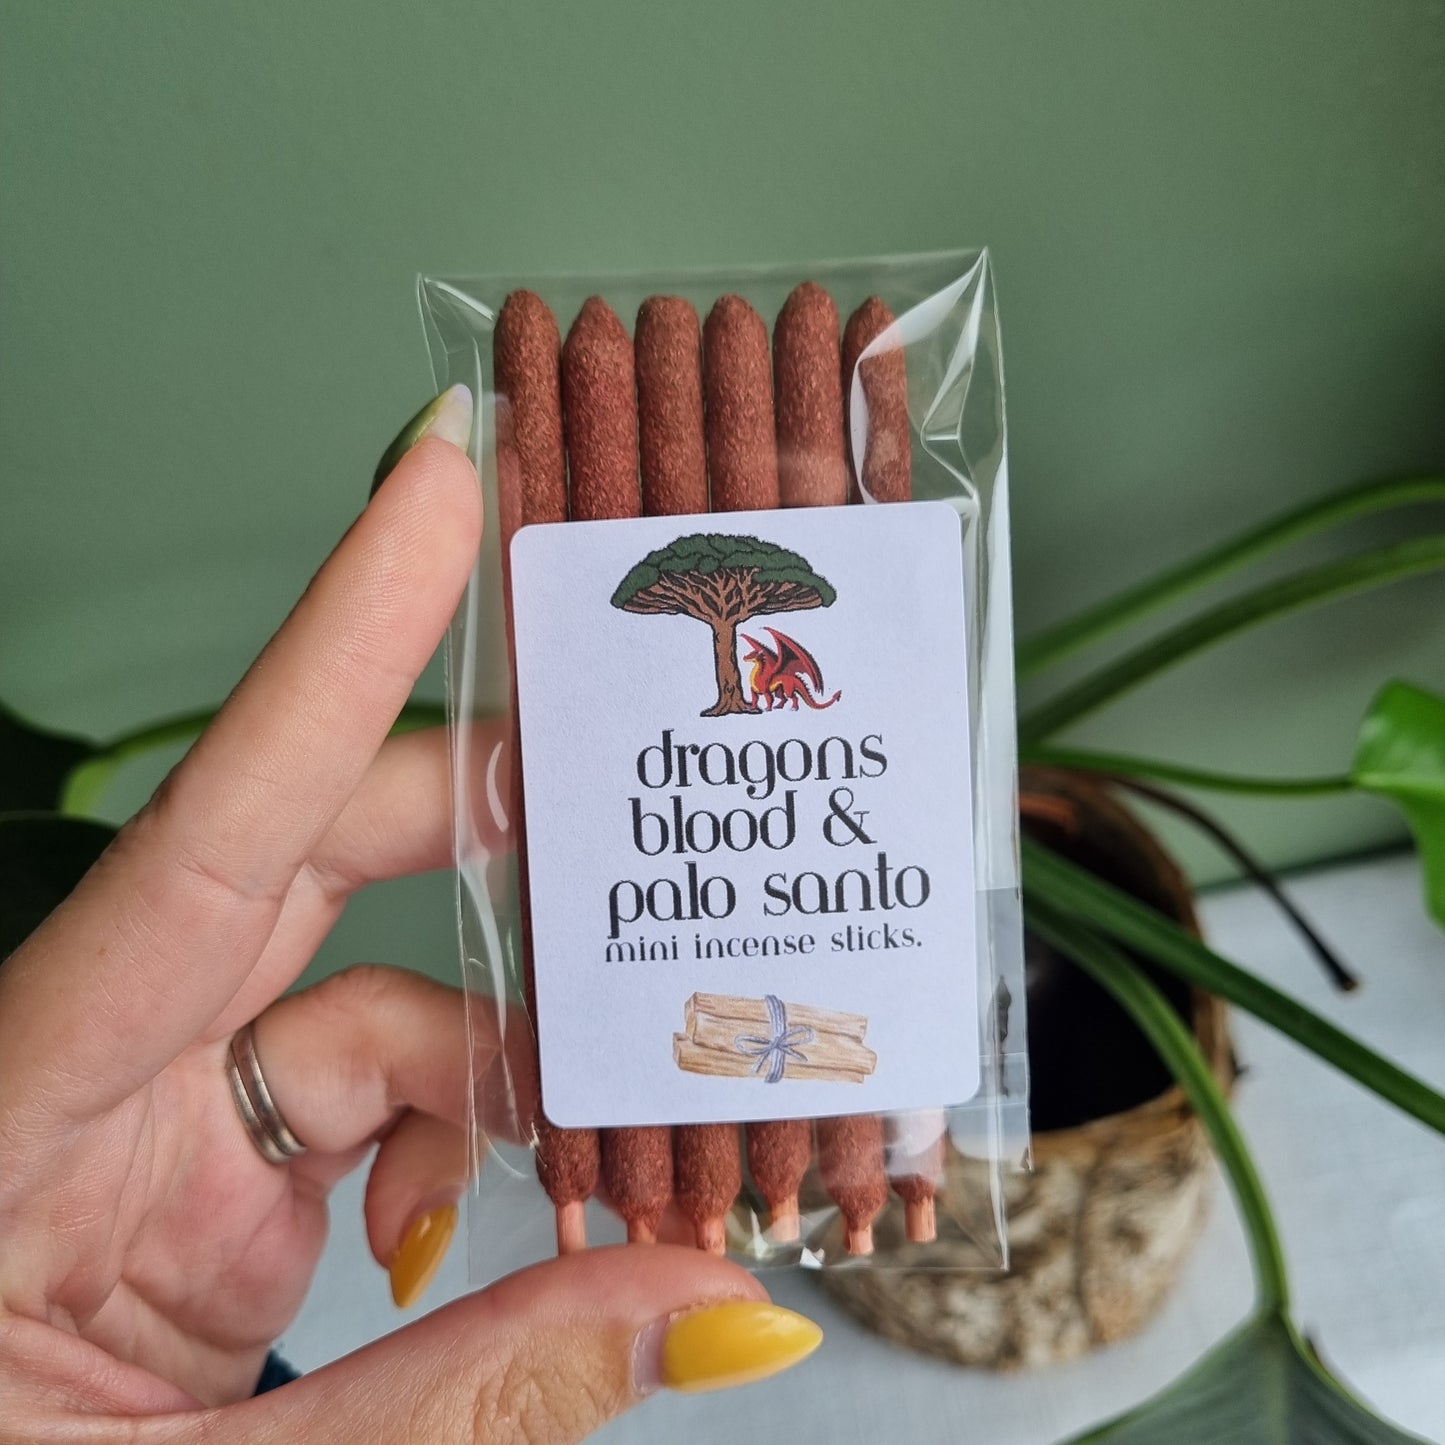 dragons
blood &
palo santo
mini incense sticks.